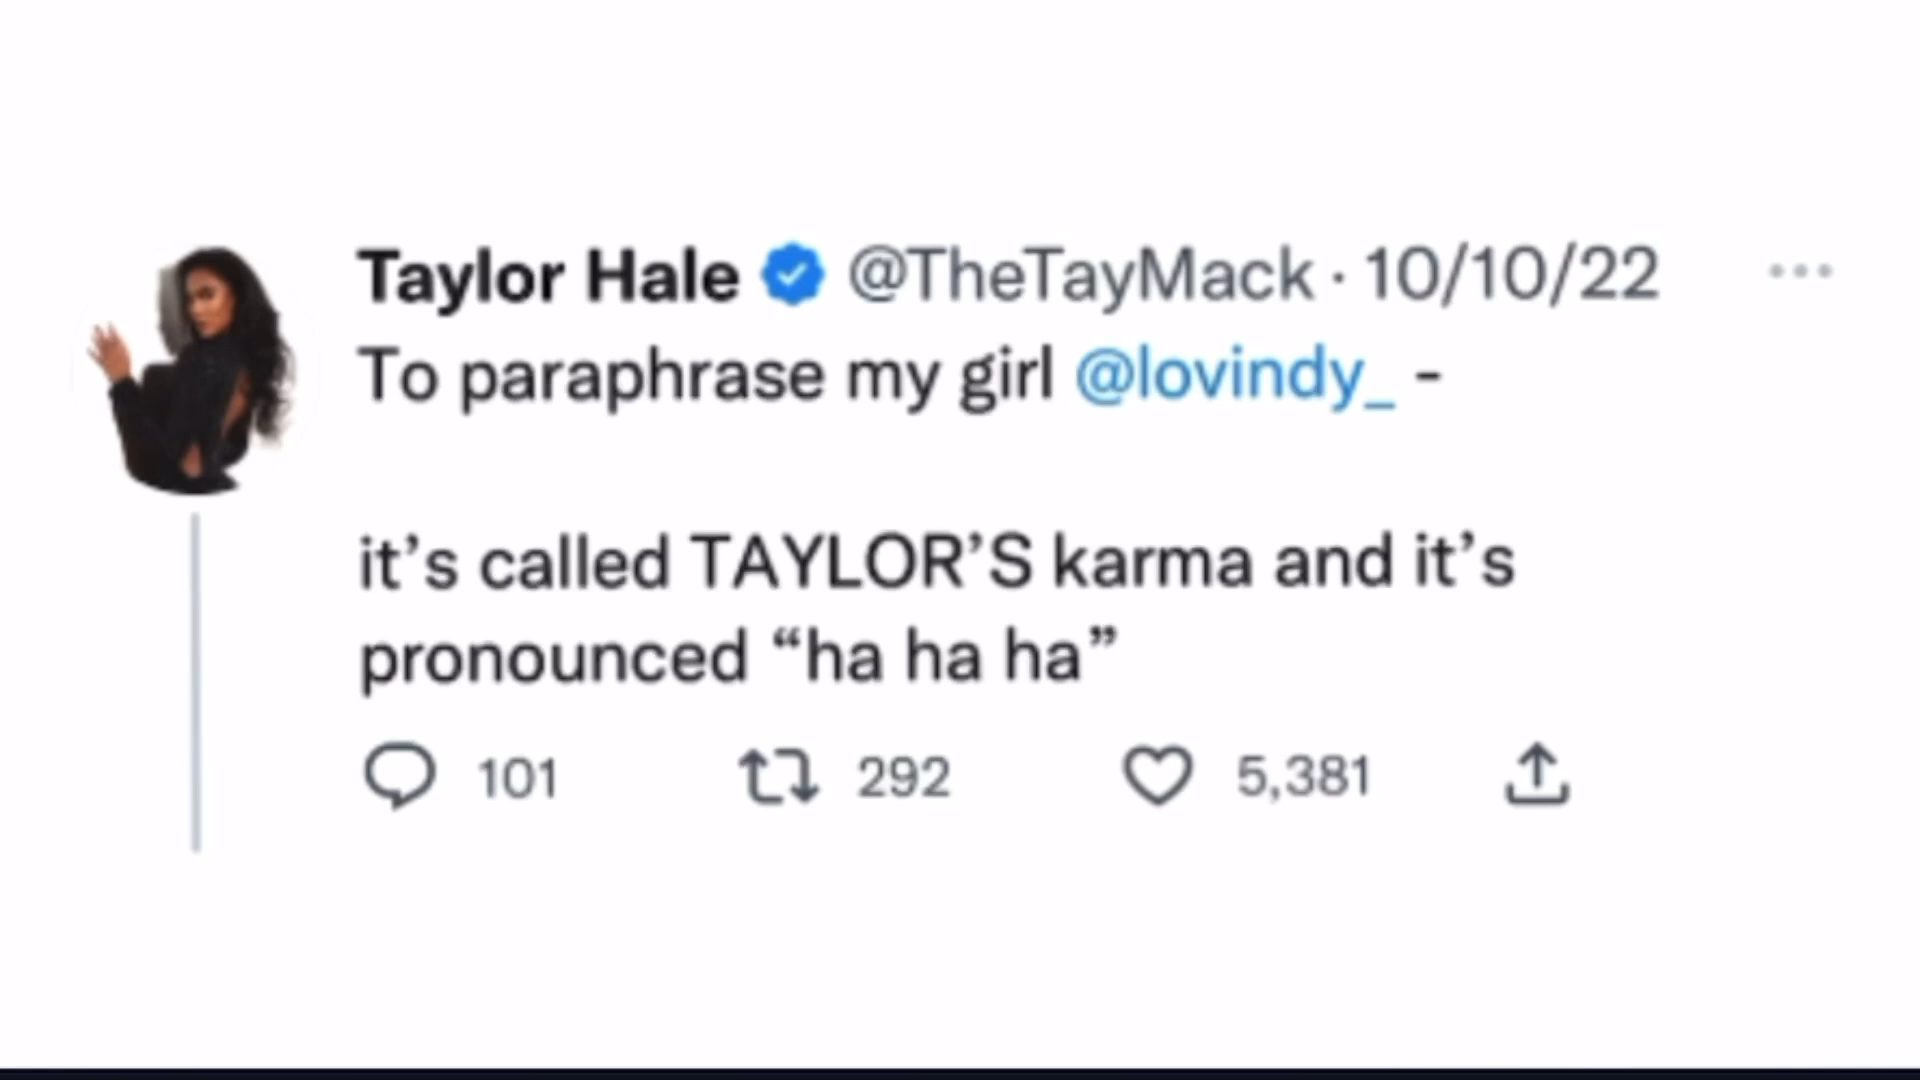 Taylor Hale @TheTayMack · 10/10/22
To paraphrase my girl @lovindy_ -
it’s called TAYLOR’S karma and it’s
pronounced “ha ha ha”
101 292 5,381